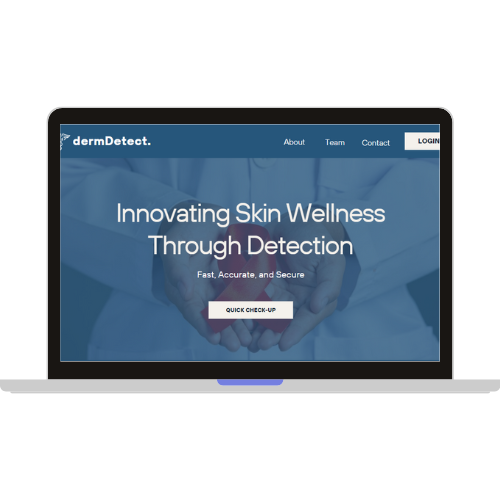 dermDetect.
About Team Contact LOGIN
Innovating Skin Wellness
Through Detection
Fast, Accurate, and Secure
QUICK CHECK-UP